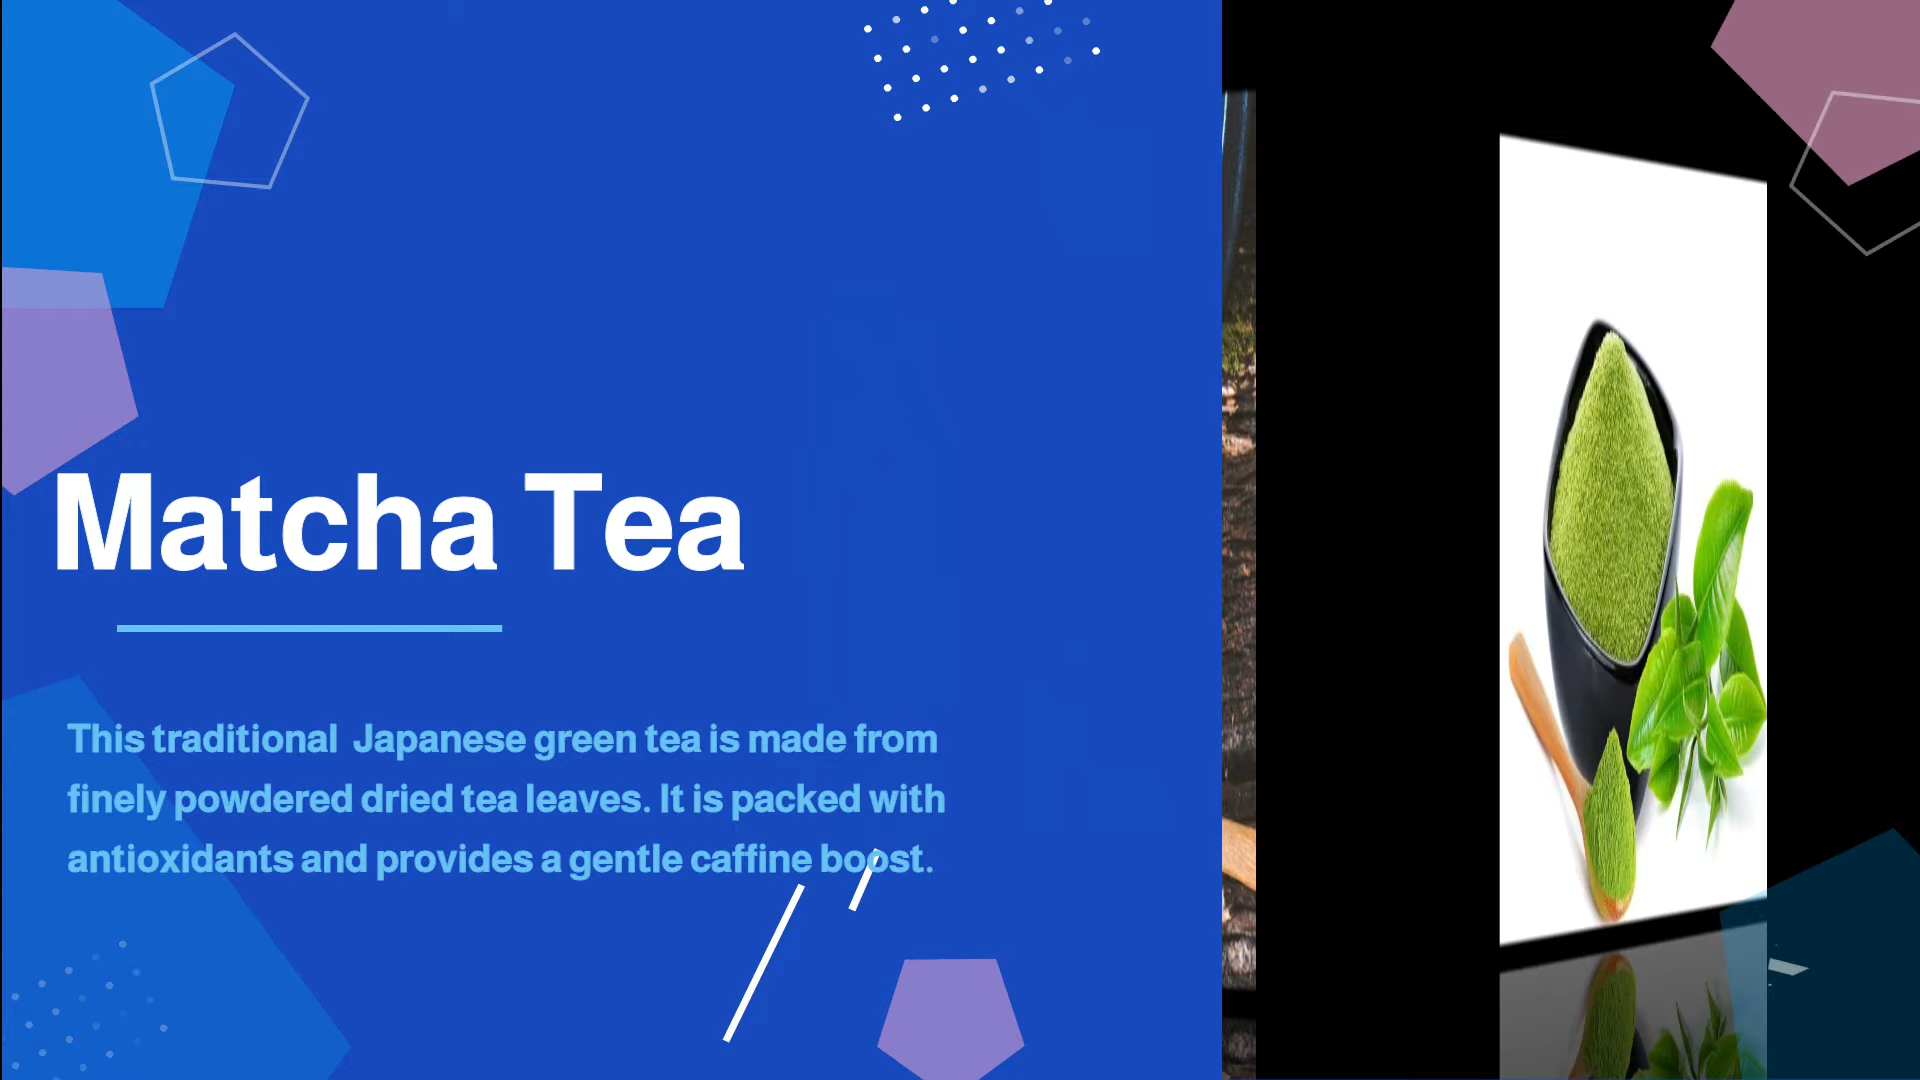 Matcha Tea
This traditional  Japanese green tea is made from
finely powdered dried tea leaves. It is packed with
antioxidants and provides a gentle caffine boost.